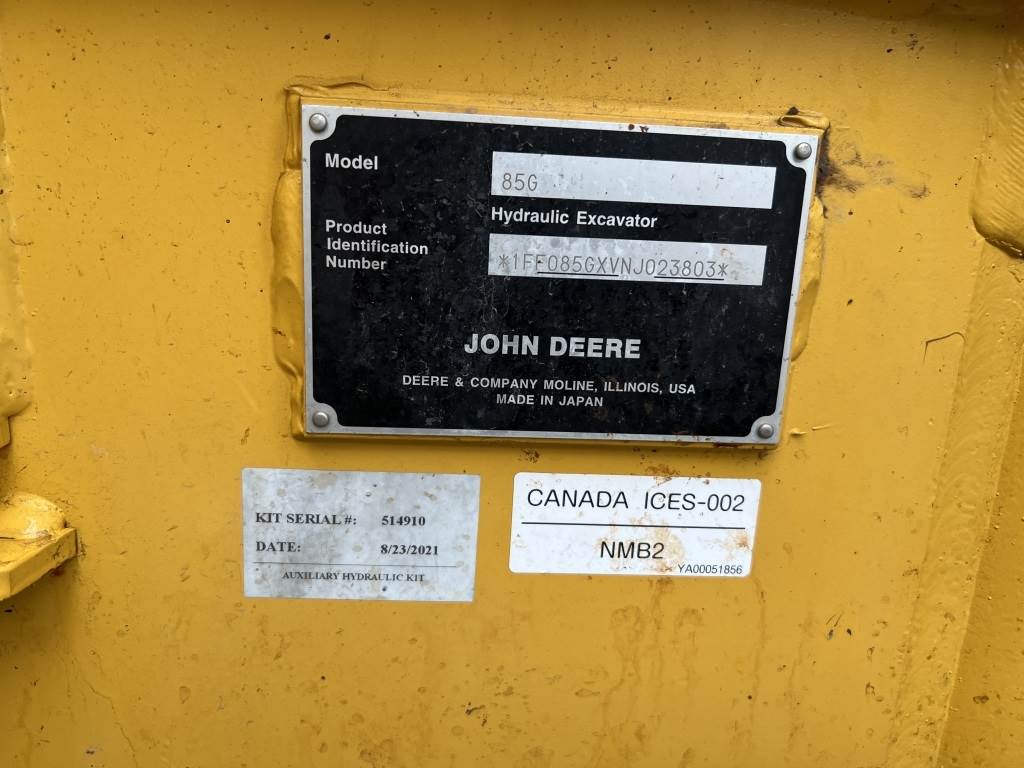 Model
85G
Hydraulic Excavator
Product
Identification
Number
*1FF085GXVNJ023803*
JOHN DEERE
DEERE & COMPANY MOLINE, ILLINOIS, USA
MADE IN JAPAN
KIT SERIAL #: 514910
DATE: 8/23/2021
AUXILIARY HYDRAULIC KIT
CANADA ICES-002
NMB2
YA00051856